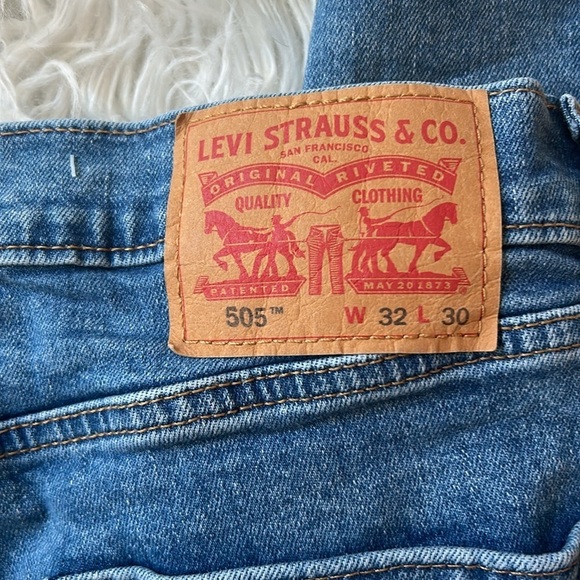 LEVI STRAUSS & CO.
SAN FRANCISCO
CAL.
ORIGINAL RIVETED
QUALITY CLOTHING
PATENTED MAY 20 1873
505™ W 32 L 30